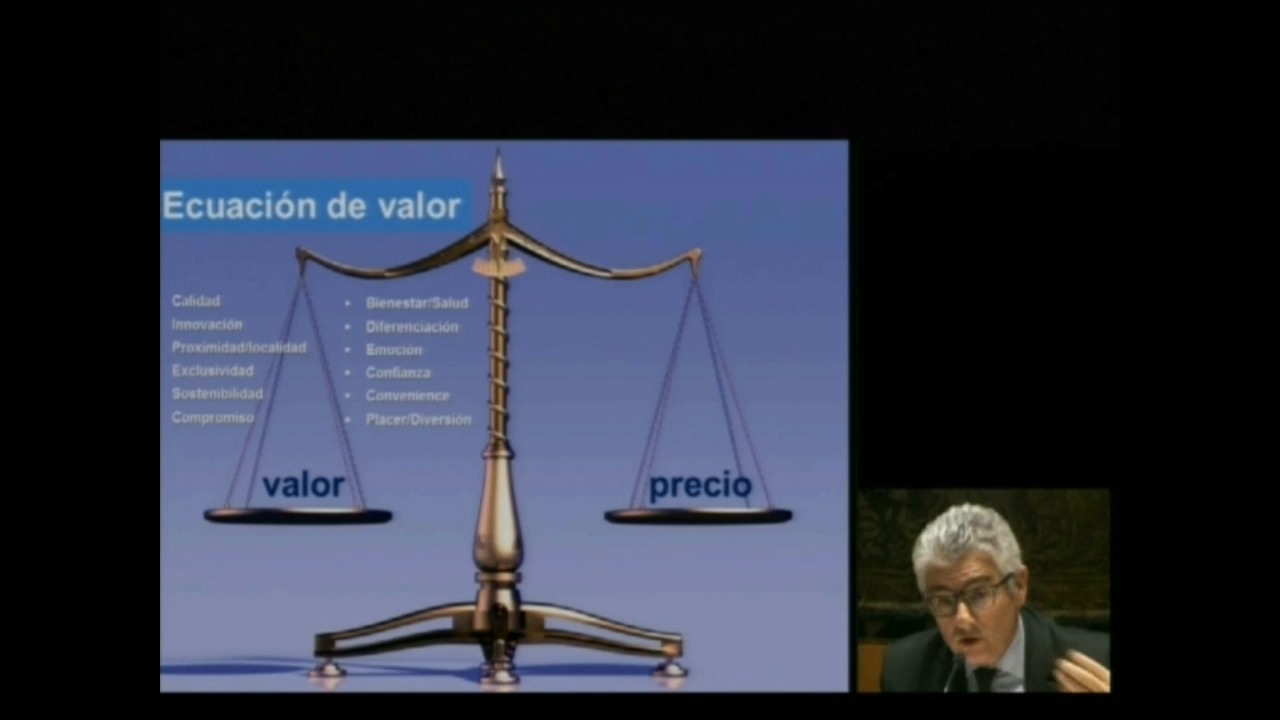 Ecuación de valor
Calidad
Innovación
Proximidad/localidad
Exclusividad
Sostenibilidad
Compromiso
• Bienestar/Salud
• Diferenciación
• Emoción
• Confianza
• Convenience
• Placer/Diversión
valor
precio